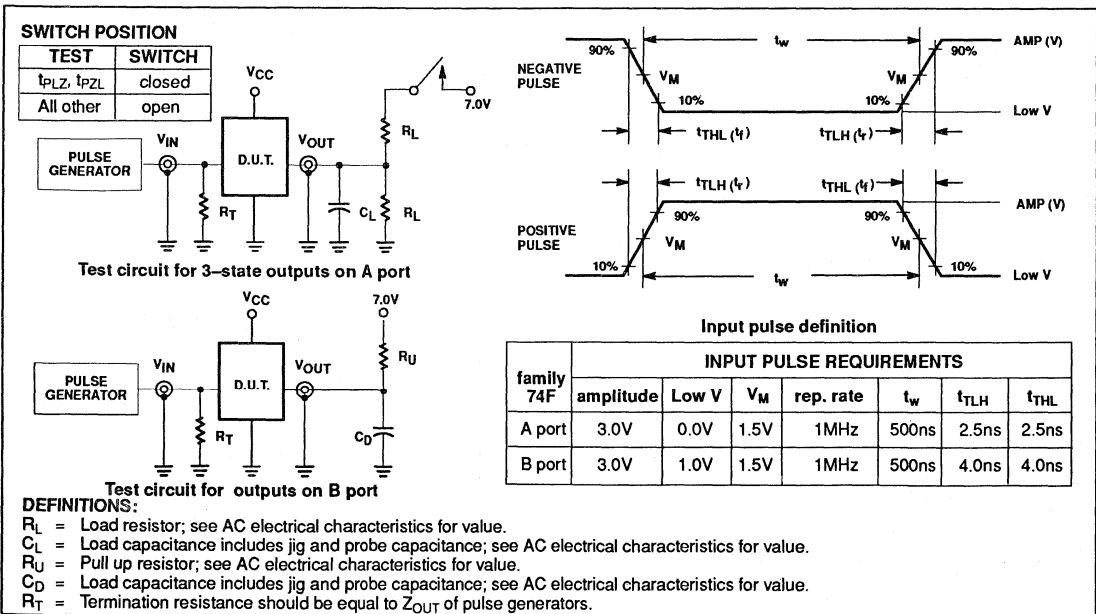 SWITCH POSITION
TEST SWITCH
tPLZ, tPZL closed
All other open
VCC
7.0V
RL
VIN
VOUT
PULSE GENERATOR
D.U.T.
RT
CL
RL
Test circuit for 3–state outputs on A port
VCC
7.0V
RU
VIN
VOUT
PULSE GENERATOR
D.U.T.
RT
CD
Test circuit for outputs on B port
NEGATIVE PULSE
90%
tw
90%
AMP (V)
VM
VM
10%
10%
Low V
tTHL (tf)
tTLH (tr)
tTLH (tr)
tTHL (tf)
POSITIVE PULSE
90%
90%
AMP (V)
VM
VM
10%
tw
10%
Low V
Input pulse definition
family 74F
INPUT PULSE REQUIREMENTS
amplitude Low V VM rep. rate tw tTLH tTHL
A port 3.0V 0.0V 1.5V 1MHz 500ns 2.5ns 2.5ns
B port 3.0V 1.0V 1.5V 1MHz 500ns 4.0ns 4.0ns
DEFINITIONS:
RL = Load resistor; see AC electrical characteristics for value.
CL = Load capacitance includes jig and probe capacitance; see AC electrical characteristics for value.
RU = Pull up resistor; see AC electrical characteristics for value.
CD = Load capacitance includes jig and probe capacitance; see AC electrical characteristics for value.
RT = Termination resistance should be equal to ZOUT of pulse generators.